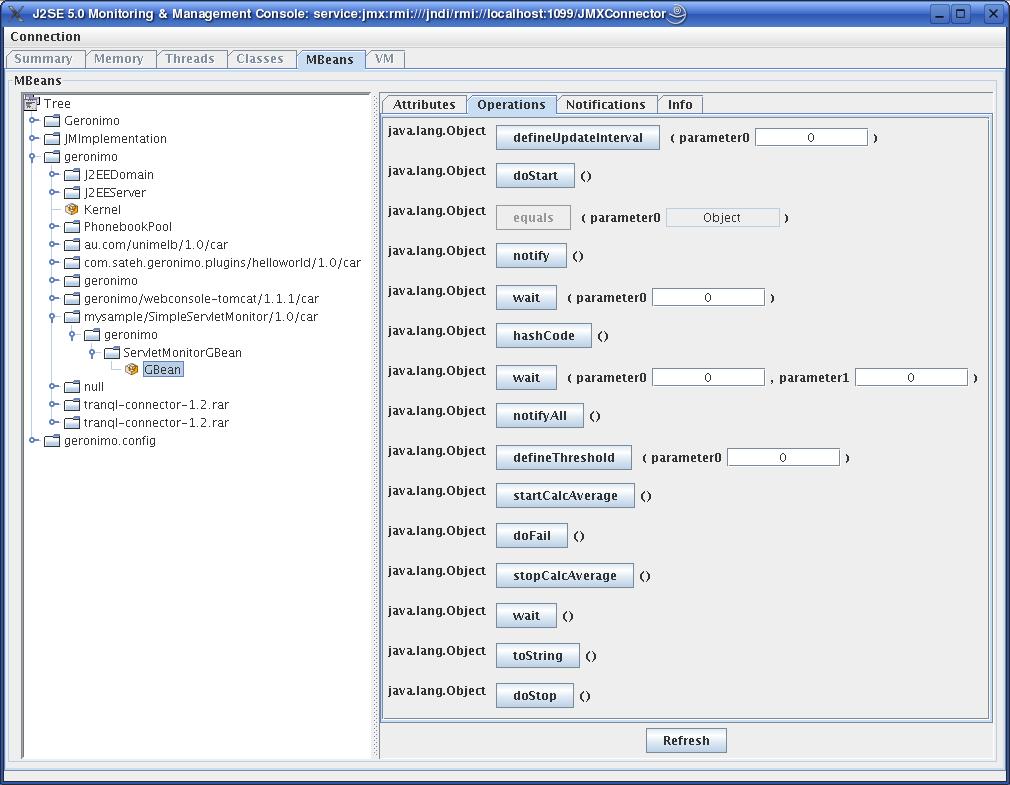 J2SE 5.0 Monitoring & Management Console: service:jmx:rmi:///jndi/rmi://localhost:1099/JMXConnector
Connection
Summary Memory Threads Classes MBeans VM
MBeans
Tree
Geronimo
JMImplementation
geronimo
J2EEDomain
J2EEServer
Kernel
PhonebookPool
au.com/unimelb/1.0/car
com.sateh.geronimo.plugins/helloworld/1.0/car
geronimo
geronimo/webconsole-tomcat/1.1.1/car
mysample/SimpleServletMonitor/1.0/car
geronimo
ServletMonitorGBean
GBean
null
tranql-connector-1.2.rar
tranql-connector-1.2.rar
geronimo.config
Attributes Operations Notifications Info
java.lang.Object defineUpdateInterval ( parameter0 0 )
java.lang.Object doStart ()
java.lang.Object equals ( parameter0 Object )
java.lang.Object notify ()
java.lang.Object wait ( parameter0 0 )
java.lang.Object hashCode ()
java.lang.Object wait ( parameter0 0 , parameter1 0 )
java.lang.Object notifyAll ()
java.lang.Object defineThreshold ( parameter0 0 )
java.lang.Object startCalcAverage ()
java.lang.Object doFail ()
java.lang.Object stopCalcAverage ()
java.lang.Object wait ()
java.lang.Object toString ()
java.lang.Object doStop ()
Refresh